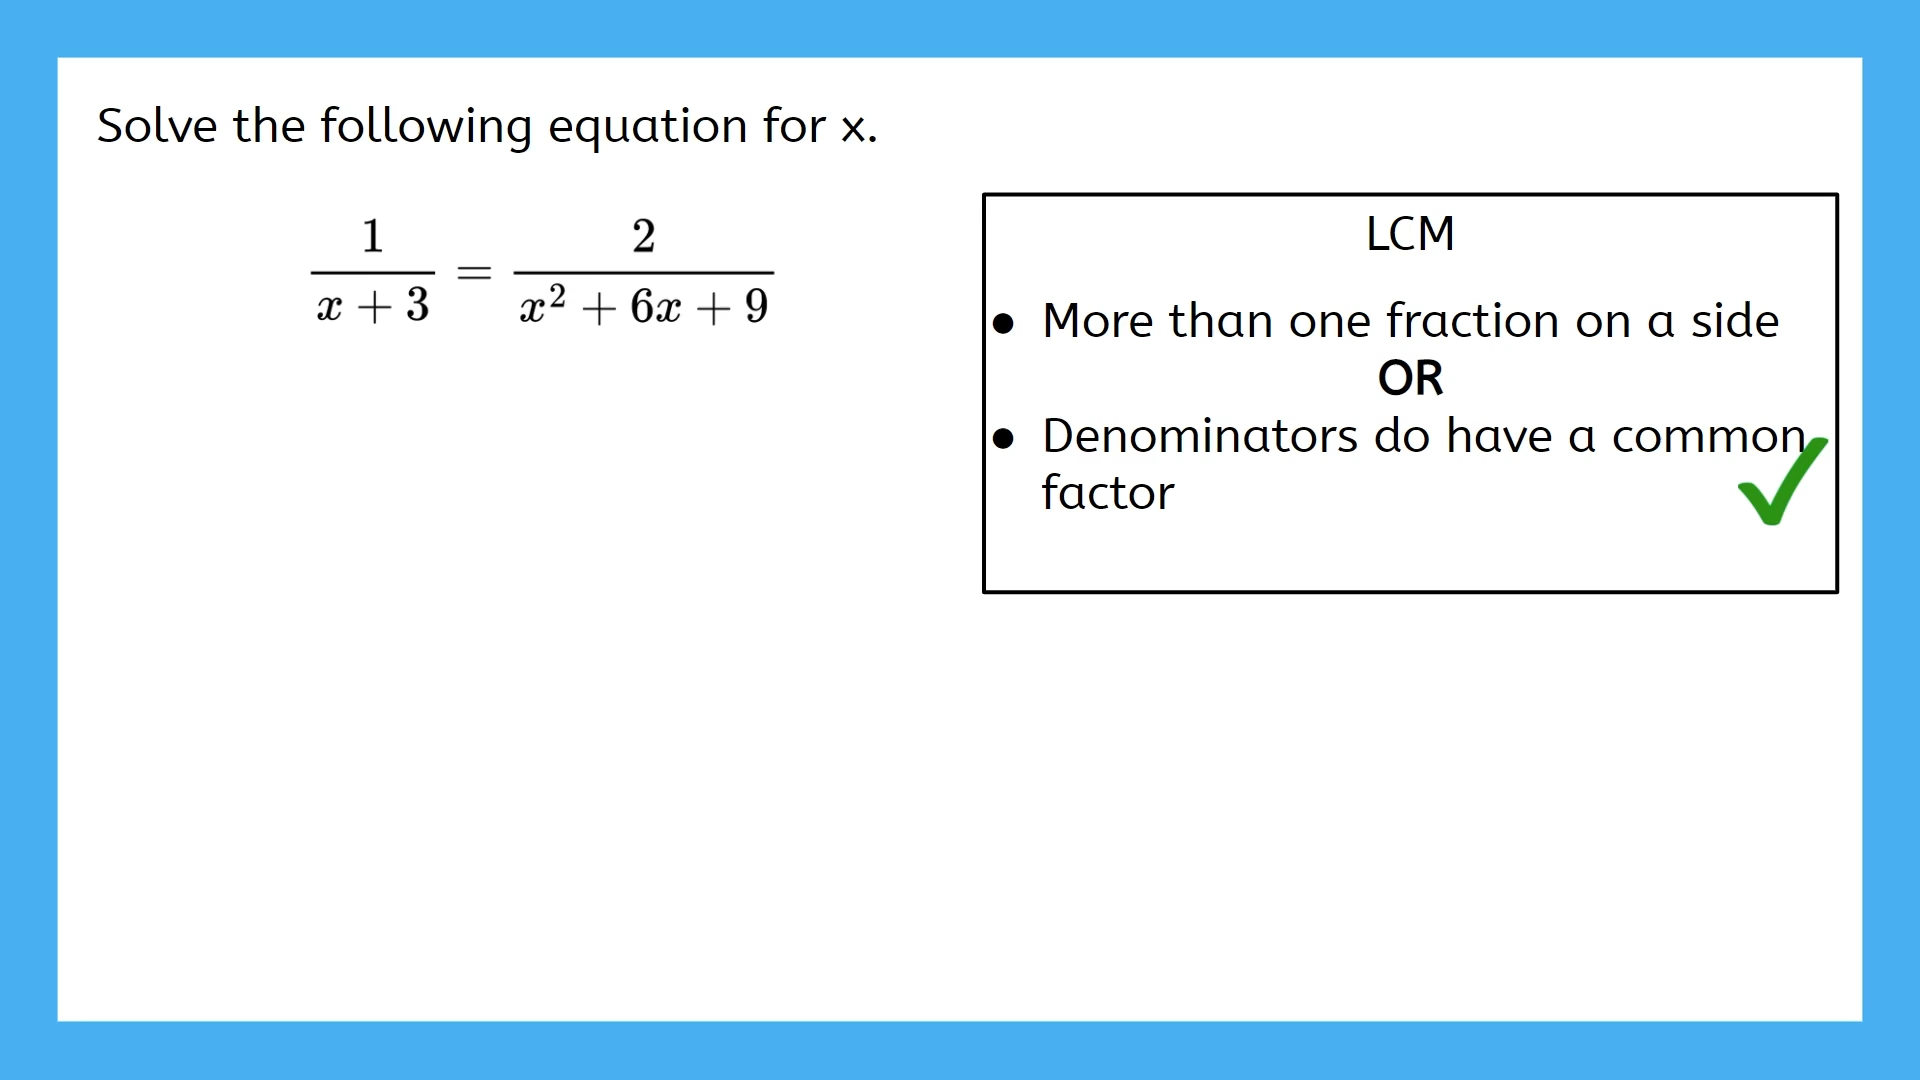 Solve the following equation for x.
1/(x + 3) = 2/(x² + 6x + 9)
LCM
● More than one fraction on a side
OR
● Denominators do have a common
factor